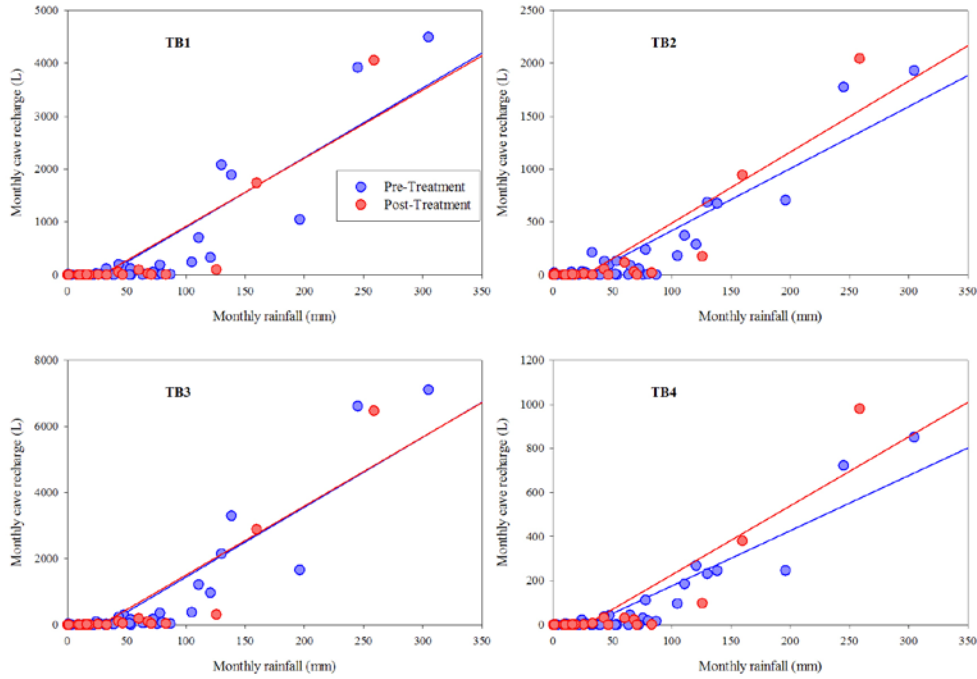 TB1
Monthly cave recharge (L)
5000
4000
3000
2000
1000
0
0 50 100 150 200 250 300 350
Monthly rainfall (mm)
Pre-Treatment
Post-Treatment
TB2
Monthly cave recharge (L)
2500
2000
1500
1000
500
0
0 50 100 150 200 250 300 350
Monthly rainfall (mm)
TB3
Monthly cave recharge (L)
8000
6000
4000
2000
0
0 50 100 150 200 250 300 350
Monthly rainfall (mm)
TB4
Monthly cave recharge (L)
1200
1000
800
600
400
200
0
0 50 100 150 200 250 300 350
Monthly rainfall (mm)